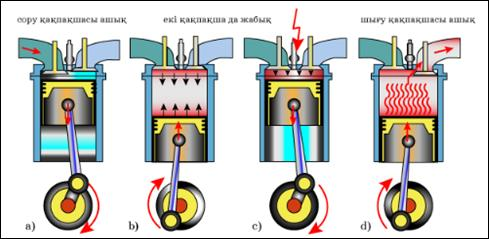 сору қақпақшасы ашық
екі қақпақша да жабық
шығу қақпақшасы ашық
a)
b)
c)
d)